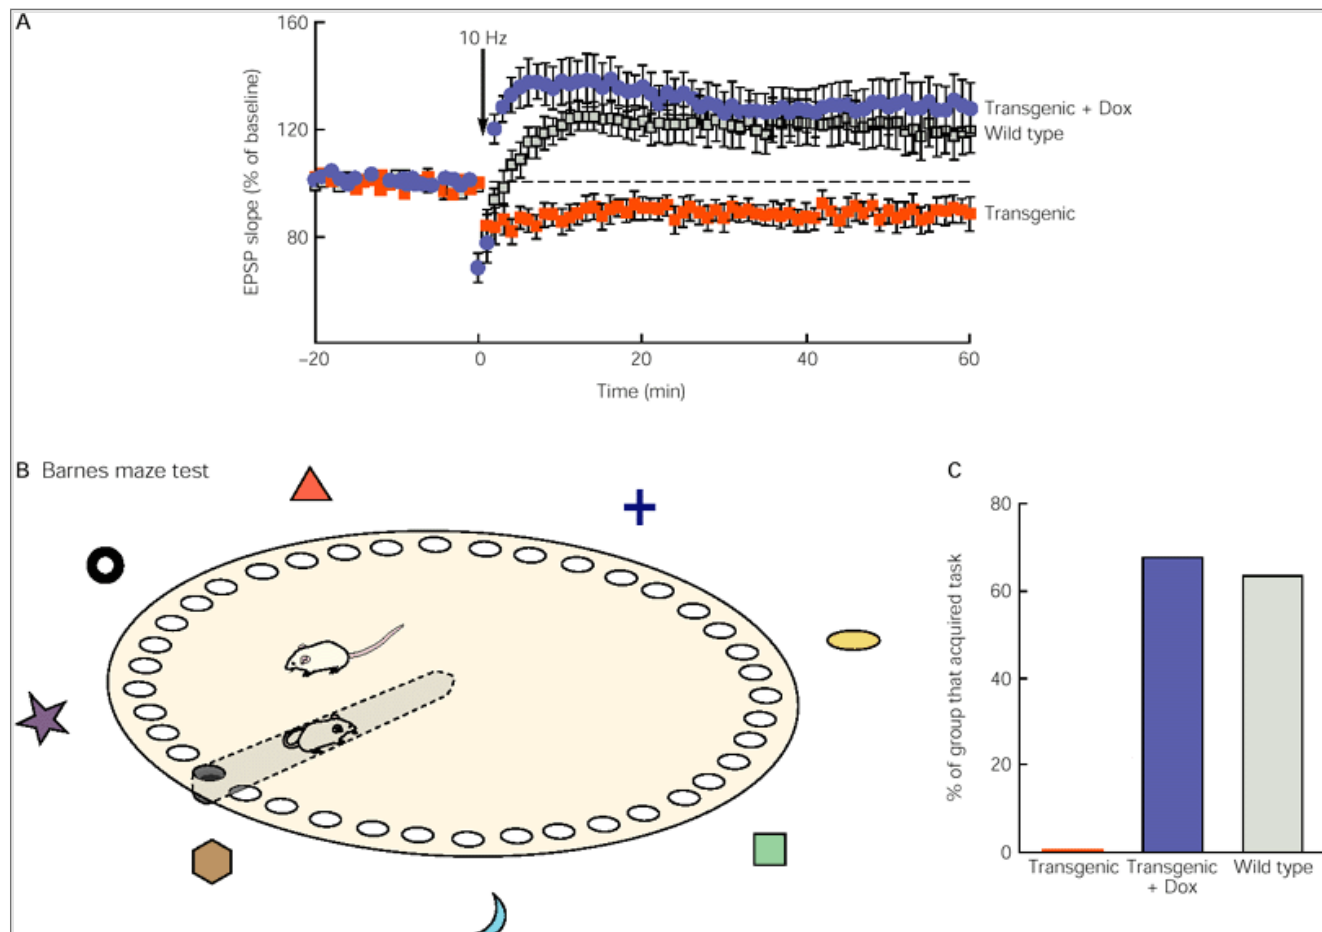 A
160
120
80
EPSP slope (% of baseline)
10 Hz
Transgenic + Dox
Wild type
Transgenic
–20
0
20
40
60
Time (min)
B Barnes maze test
C
80
60
40
20
0
% of group that acquired task
Transgenic
Transgenic
+ Dox
Wild type